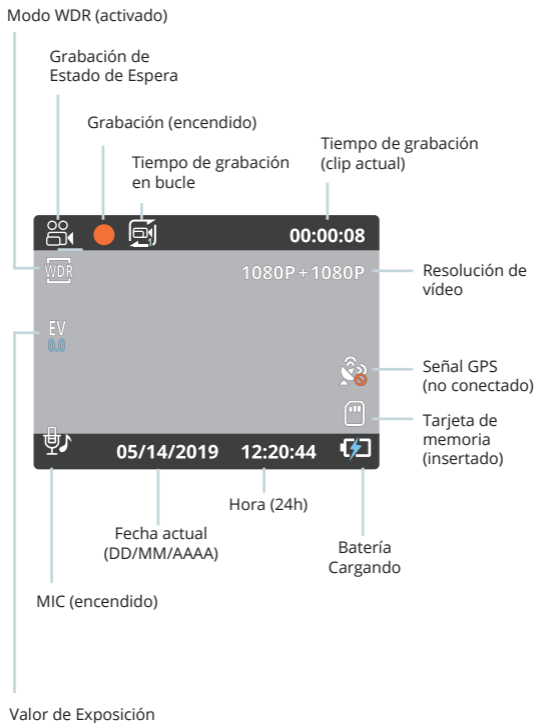 Modo WDR (activado)
Grabación de
Estado de Espera
Grabación (encendido)
Tiempo de grabación
en bucle
Tiempo de grabación
(clip actual)
1
00:00:08
WDR
1080P+1080P
Resolución de
vídeo
EV
0.0
Señal GPS
(no conectado)
Tarjeta de
memoria
(insertado)
05/14/2019
12:20:44
Hora (24h)
Fecha actual
(DD/MM/AAAA)
Batería
Cargando
MIC (encendido)
Valor de Exposición